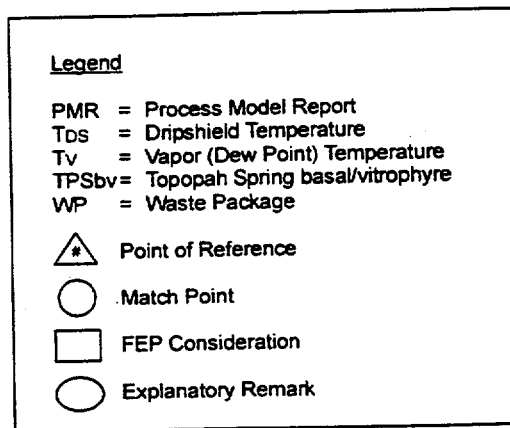 Legend
PMR = Process Model Report
TDS = Dripshield Temperature
Tv = Vapor (Dew Point) Temperature
TPSbv= Topopah Spring basal/vitrophyre
WP = Waste Package
# Point of Reference
Match Point
FEP Consideration
Explanatory Remark